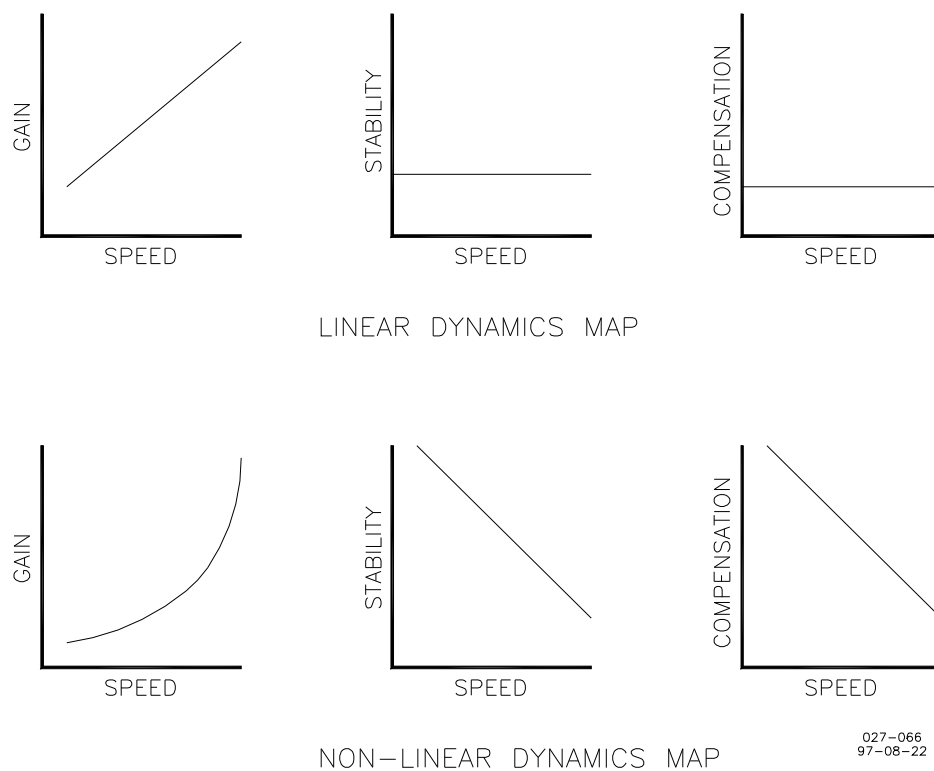 GAIN
SPEED
STABILITY
SPEED
COMPENSATION
SPEED
LINEAR DYNAMICS MAP
GAIN
SPEED
STABILITY
SPEED
COMPENSATION
SPEED
NON-LINEAR DYNAMICS MAP
027-066
97-08-22